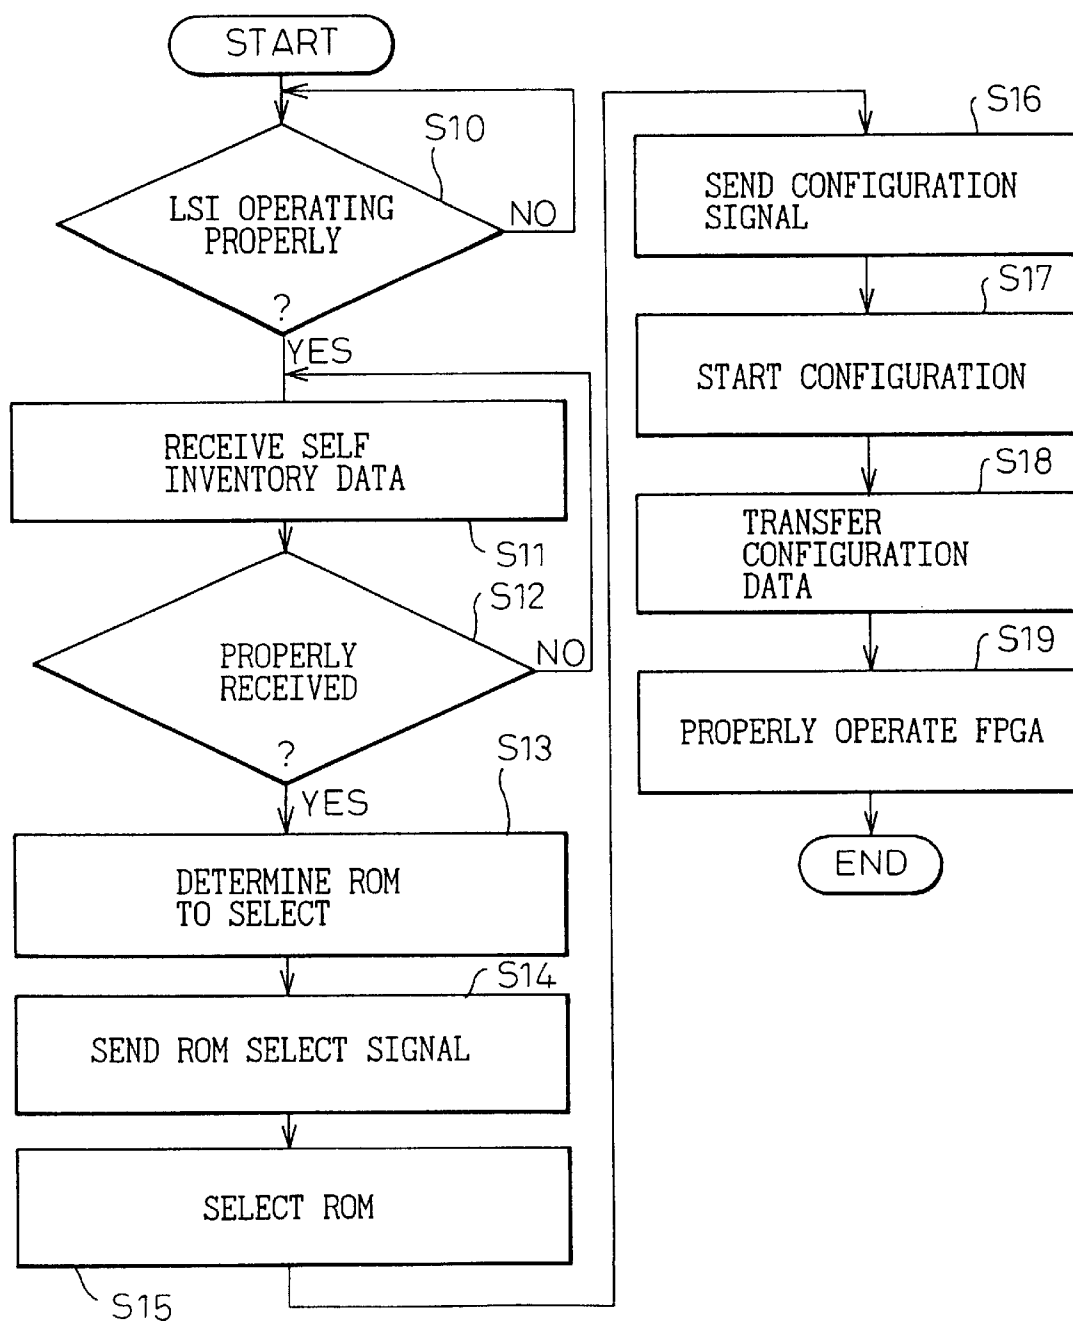 START
S10
LSI OPERATING
PROPERLY
?
NO
YES
RECEIVE SELF
INVENTORY DATA
S11
S12
PROPERLY
RECEIVED
?
NO
YES
S13
DETERMINE ROM
TO SELECT
S14
SEND ROM SELECT SIGNAL
SELECT ROM
S15
S16
SEND CONFIGURATION
SIGNAL
S17
START CONFIGURATION
S18
TRANSFER
CONFIGURATION
DATA
S19
PROPERLY OPERATE FPGA
END